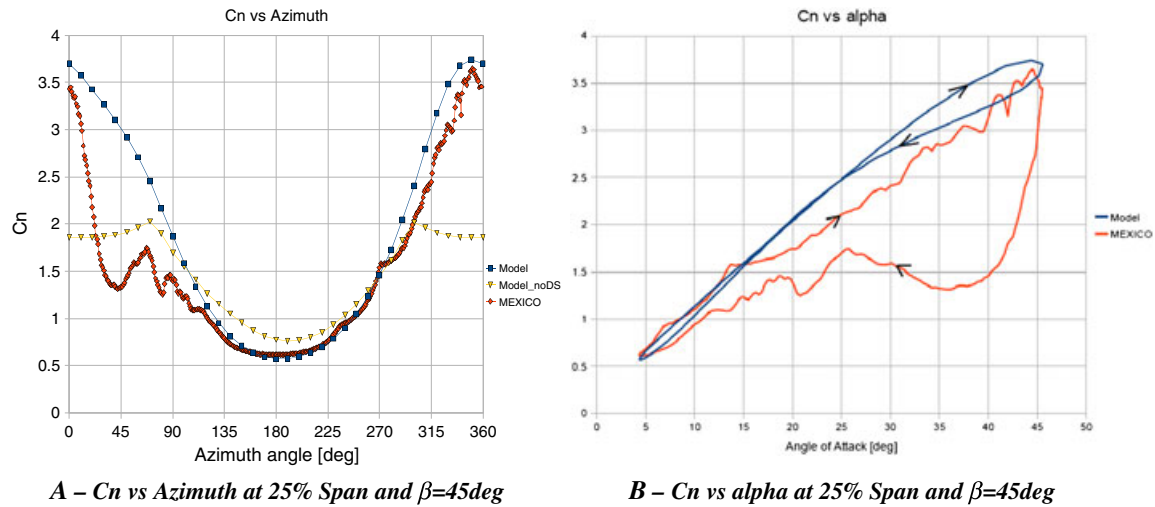 Cn vs Azimuth
4
3.5
3
2.5
2
1.5
1
0.5
0
Cn
0 45 90 135 180 225 270 315 360
Azimuth angle [deg]
Model
Model_noDS
MEXICO
A – Cn vs Azimuth at 25% Span and β=45deg
Cn vs alpha
4
3.5
3
2.5
2
1.5
1
0.5
0
0 5 10 15 20 25 30 35 40 45 50
Angle of Attack [deg]
Model
MEXICO
B – Cn vs alpha at 25% Span and β=45deg